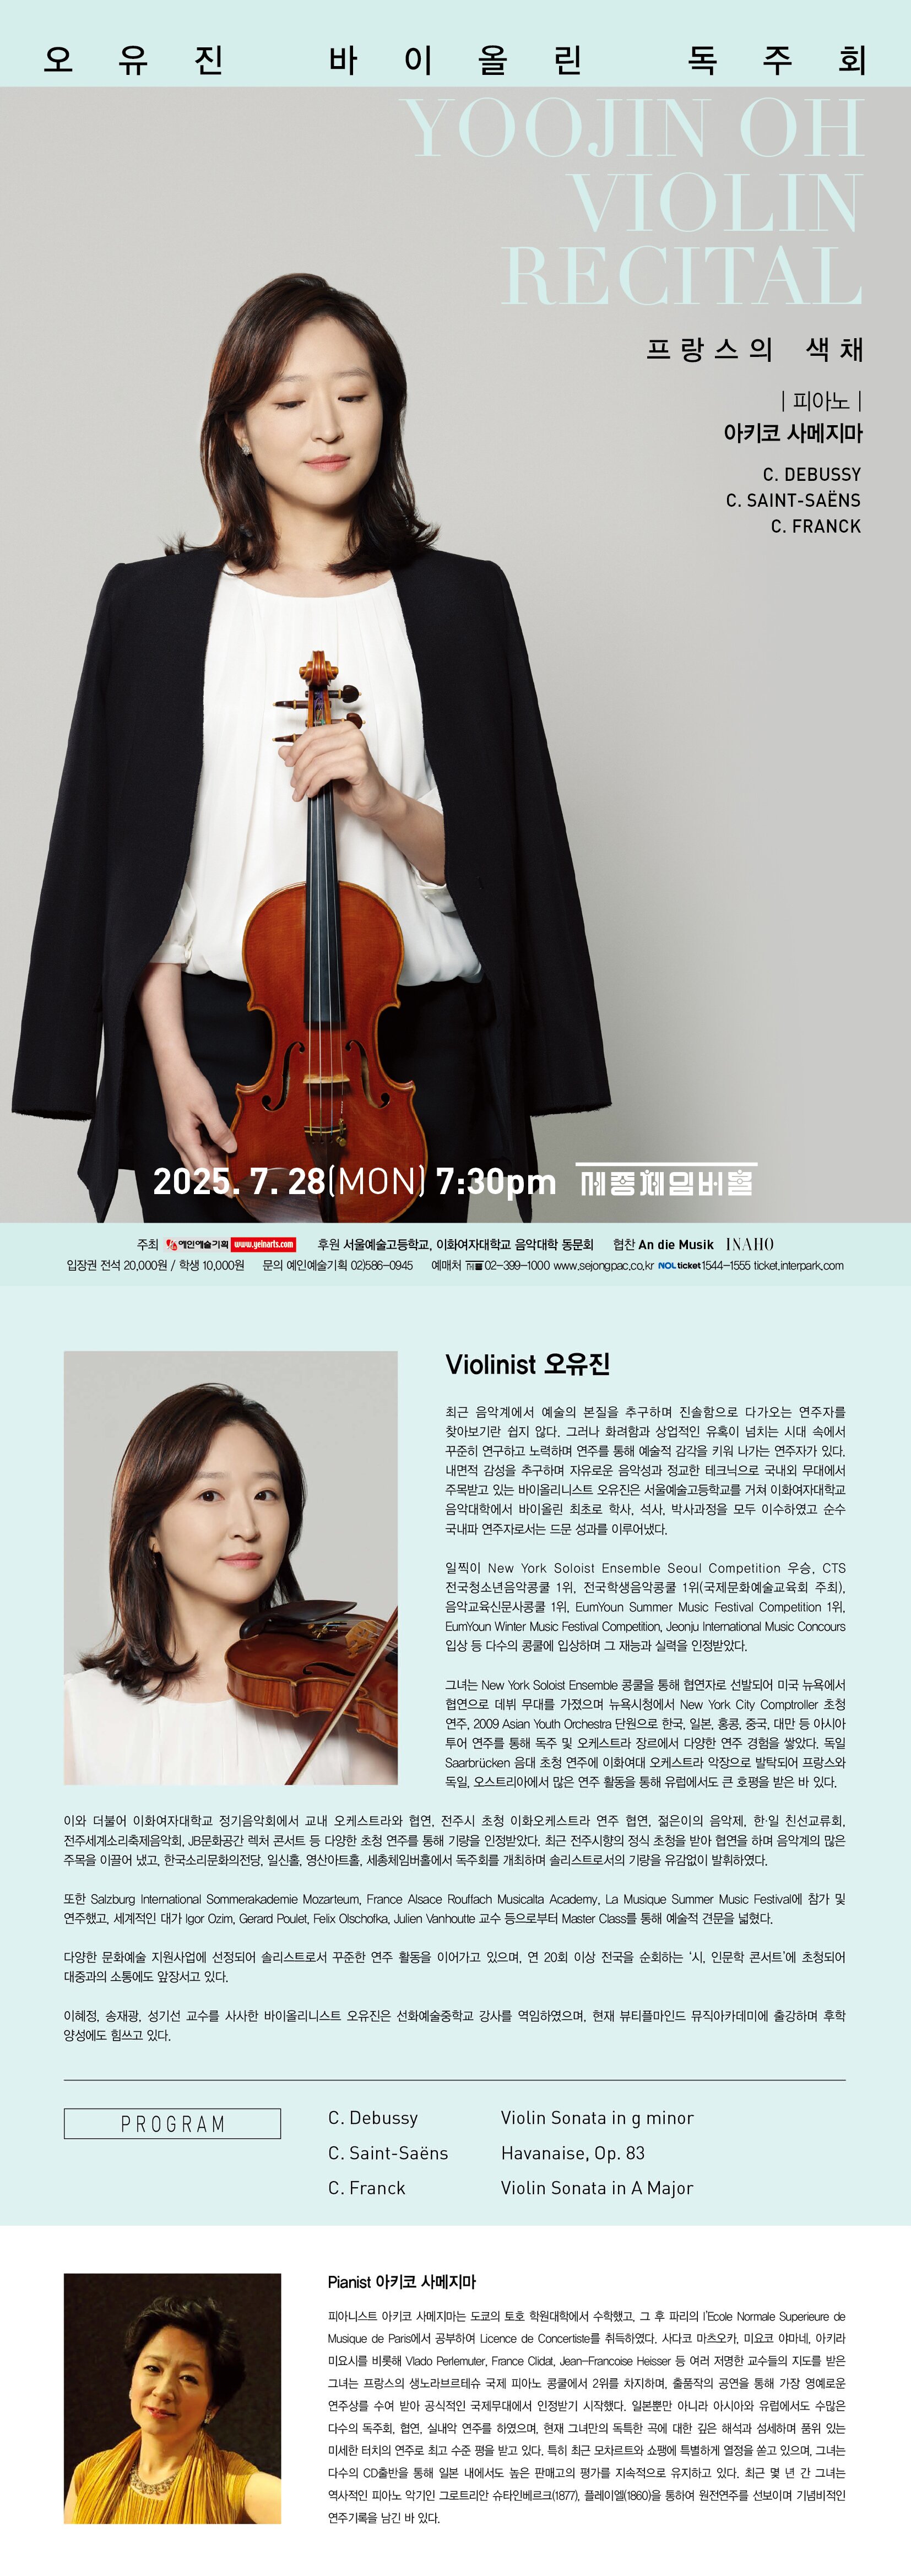 오유진 바이올린 독주회
YOOJIN OH
VIOLIN
RECITAL
프랑스의 색채
| 피아노 |
아키코 사메지마
C. DEBUSSY
C. SAINT-SAËNS
C. FRANCK
2025. 7. 28(MON) 7:30pm 세종체임버홀
주최 예인예술기획 www.yeinarts.com 후원 서울예술고등학교, 이화여자대학교 음악대학 동문회 협찬 An die Musik INAHO
입장권 전석 20,000원 / 학생 10,000원 문의 예인예술기획 02)586-0945 예매처 세종 02-399-1000 www.sejongpac.co.kr NOL ticket 1544-1555 ticket.interpark.com
Violinist 오유진
최근 음악계에서 예술의 본질을 추구하며 진솔함으로 다가오는 연주자를
찾아보기란 쉽지 않다. 그러나 화려함과 상업적인 유혹이 넘치는 시대 속에서
꾸준히 연구하고 노력하며 연주를 통해 예술적 감각을 키워 나가는 연주자가 있다.
내면적 감성을 추구하며 자유로운 음악성과 정교한 테크닉으로 국내외 무대에서
주목받고 있는 바이올리니스트 오유진은 서울예술고등학교를 거쳐 이화여자대학교
음악대학에서 바이올린 최초로 학사, 석사, 박사과정을 모두 이수하였고 순수
국내파 연주자로서는 드문 성과를 이루어냈다.
일찍이 New York Soloist Ensemble Seoul Competition 우승, CTS
전국청소년음악콩쿨 1위, 전국학생음악콩쿨 1위(국제문화예술교육회 주최),
음악교육신문사콩쿨 1위, EumYoun Summer Music Festival Competition 1위,
EumYoun Winter Music Festival Competition, Jeonju International Music Concours
입상 등 다수의 콩쿨에 입상하며 그 재능과 실력을 인정받았다.
그녀는 New York Soloist Ensemble 콩쿨을 통해 협연자로 선발되어 미국 뉴욕에서
협연으로 데뷔 무대를 가졌으며 뉴욕시청에서 New York City Comptroller 초청
연주, 2009 Asian Youth Orchestra 단원으로 한국, 일본, 홍콩, 중국, 대만 등 아시아
투어 연주를 통해 독주 및 오케스트라 장르에서 다양한 연주 경험을 쌓았다. 독일
Saarbrücken 음대 초청 연주에 이화여대 오케스트라 악장으로 발탁되어 프랑스와
독일, 오스트리아에서 많은 연주 활동을 통해 유럽에서도 큰 호평을 받은 바 있다.
이와 더불어 이화여자대학교 정기음악회에서 교내 오케스트라와 협연, 전주시 초청 이화오케스트라 연주 협연, 젊은이의 음악제, 한·일 친선교류회,
전주세계소리축제음악회, JB문화공간 렉처 콘서트 등 다양한 초청 연주를 통해 기량을 인정받았다. 최근 전주시향의 정식 초청을 받아 협연을 하며 음악계의 많은
주목을 이끌어 냈고, 한국소리문화의전당, 일신홀, 영산아트홀, 세종체임버홀에서 독주회를 개최하며 솔리스트로서의 기량을 유감없이 발휘하였다.
또한 Salzburg International Sommerakademie Mozarteum, France Alsace Rouffach Musicalta Academy, La Musique Summer Music Festival에 참가 및
연주했고, 세계적인 대가 Igor Ozim, Gerard Poulet, Felix Olschofka, Julien Vanhoutte 교수 등으로부터 Master Class를 통해 예술적 견문을 넓혔다.
다양한 문화예술 지원사업에 선정되어 솔리스트로서 꾸준한 연주 활동을 이어가고 있으며, 연 20회 이상 전국을 순회하는 ‘시, 인문학 콘서트’에 초청되어
대중과의 소통에도 앞장서고 있다.
이혜정, 송재광, 성기선 교수를 사사한 바이올리니스트 오유진은 선화예술중학교 강사를 역임하였으며, 현재 뷰티플마인드 뮤직아카데미에 출강하며 후학
양성에도 힘쓰고 있다.
PROGRAM
C. Debussy Violin Sonata in g minor
C. Saint-Saëns Havanaise, Op. 83
C. Franck Violin Sonata in A Major
Pianist 아키코 사메지마
피아니스트 아키코 사메지마는 도쿄의 토호 학원대학에서 수학했고, 그 후 파리의 l'Ecole Normale Superieure de
Musique de Paris에서 공부하여 Licence de Concertiste를 취득하였다. 사다코 마츠오카, 미요코 야마네, 아키라
미요시를 비롯해 Vlado Perlemuter, France Clidat, Jean-Francoise Heisser 등 여러 저명한 교수들의 지도를 받은
그녀는 프랑스의 생노라브르테슈 국제 피아노 콩쿨에서 2위를 차지하며, 출품작의 공연을 통해 가장 영예로운
연주상를 수여 받아 공식적인 국제무대에서 인정받기 시작했다. 일본뿐만 아니라 아시아와 유럽에서도 수많은
다수의 독주회, 협연, 실내악 연주를 하였으며, 현재 그녀만의 독특한 곡에 대한 깊은 해석과 섬세하며 품위 있는
미세한 터치의 연주로 최고 수준 평을 받고 있다. 특히 최근 모차르트와 쇼팽에 특별하게 열정을 쏟고 있으며, 그녀는
다수의 CD출반을 통해 일본 내에서도 높은 판매고의 평가를 지속적으로 유지하고 있다. 최근 몇 년 간 그녀는
역사적인 피아노 악기인 그로트리안 슈타인베르크(1877), 플레이엘(1860)을 통하여 원전연주를 선보이며 기념비적인
연주기록을 남긴 바 있다.